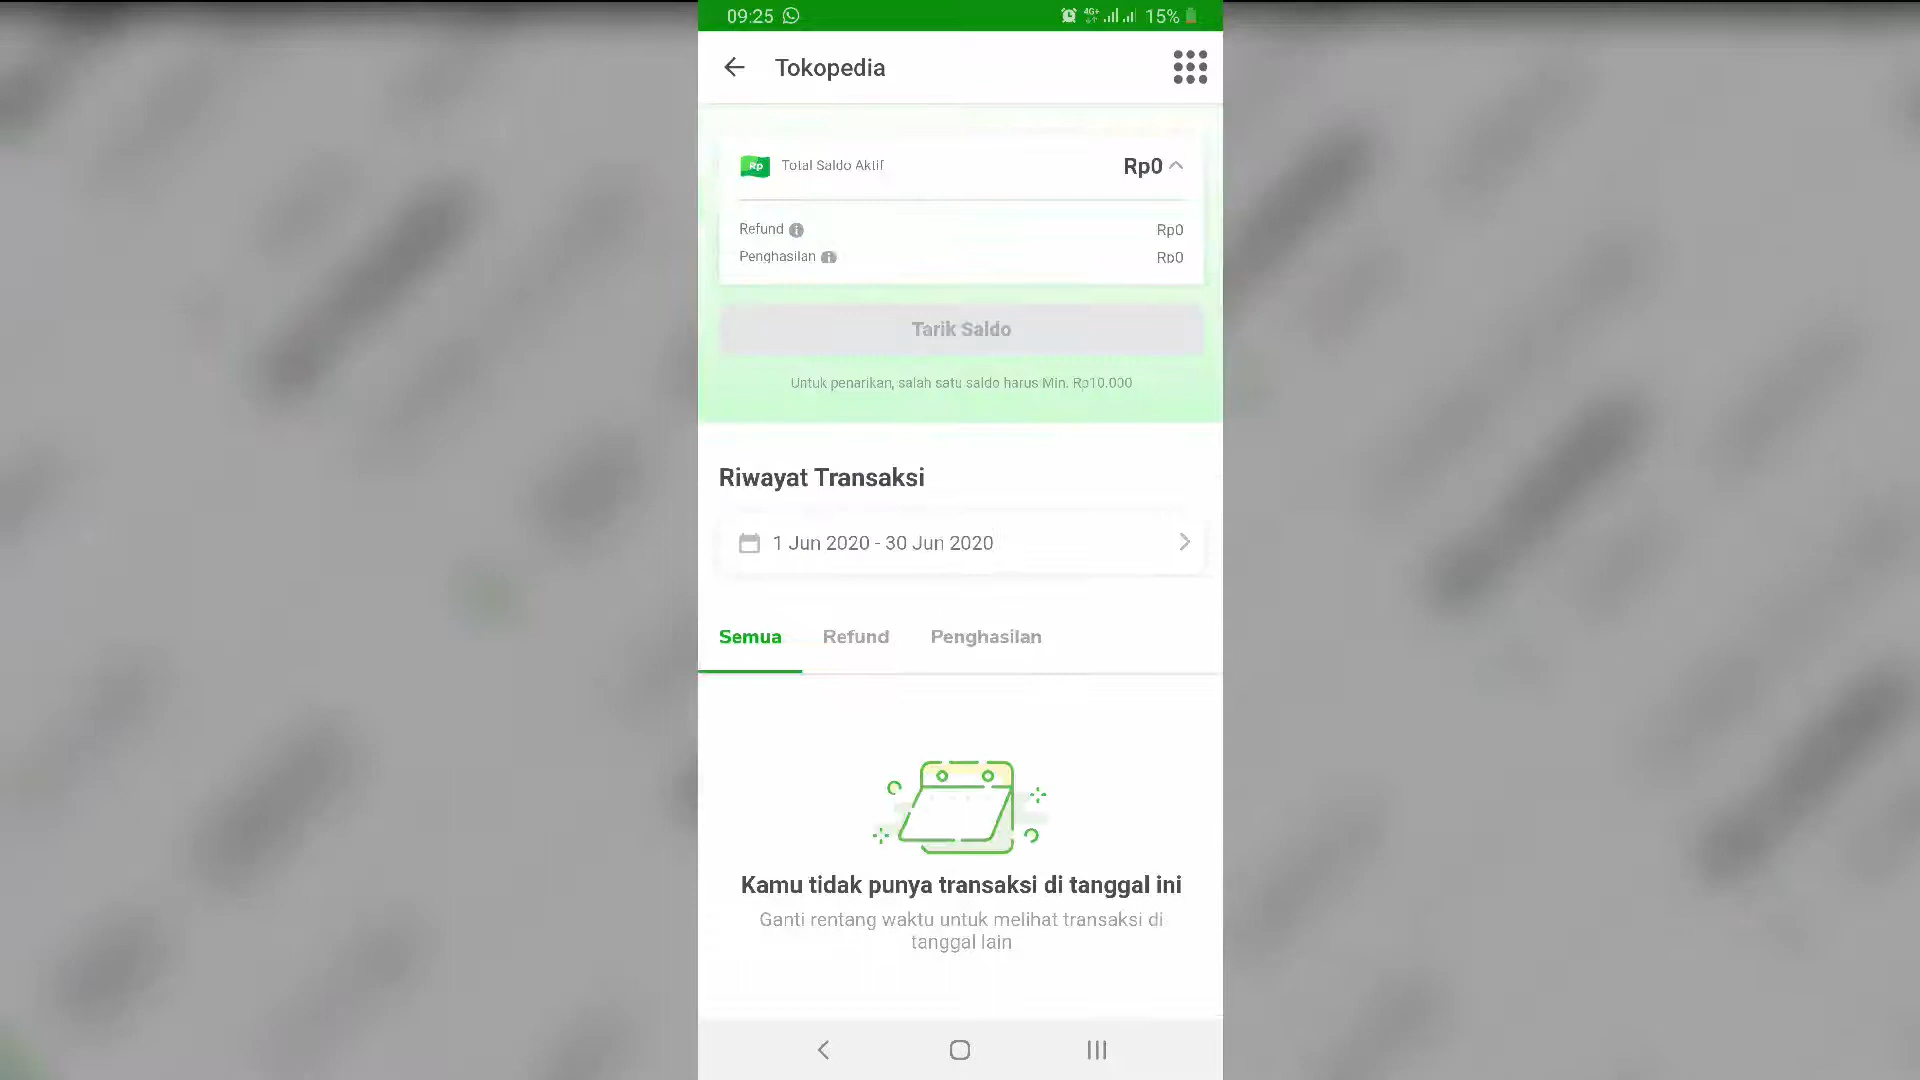 09:25 4G+ 15%
Tokopedia
Rp Total Saldo Aktif Rp0
Refund Rp0
Penghasilan Rp0
Tarik Saldo
Untuk penarikan, salah satu saldo harus Min. Rp10.000
Riwayat Transaksi
1 Jun 2020 - 30 Jun 2020
Semua Refund Penghasilan
Kamu tidak punya transaksi di tanggal ini
Ganti rentang waktu untuk melihat transaksi di
tanggal lain